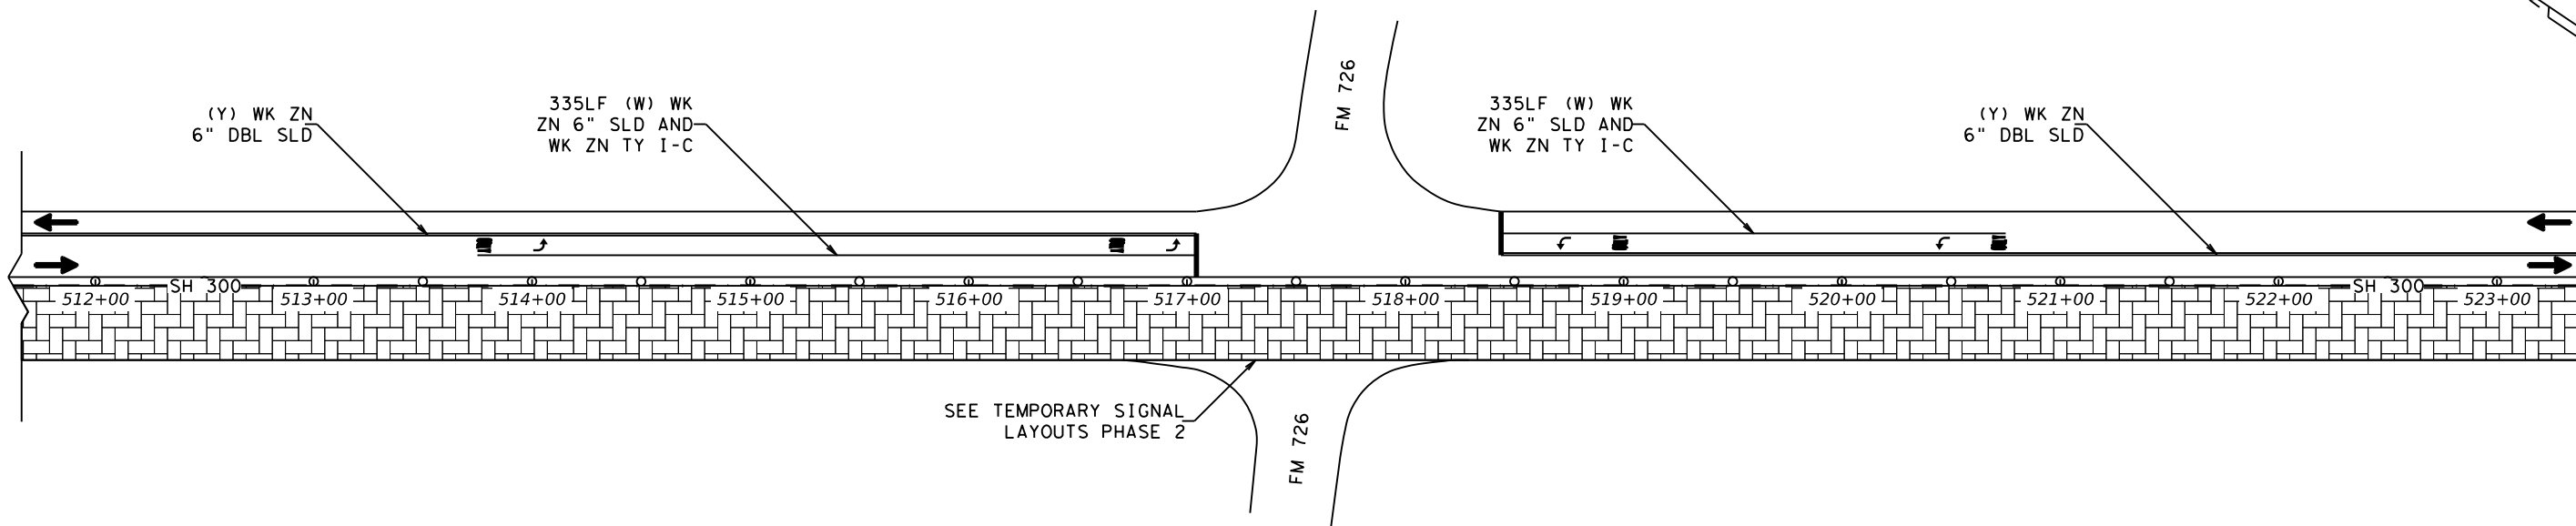 FM 726
(Y) WK ZN
6" DBL SLD
335LF (W) WK
ZN 6" SLD AND
WK ZN TY I-C
335LF (W) WK
ZN 6" SLD AND
WK ZN TY I-C
(Y) WK ZN
6" DBL SLD
SH 300
SH 300
512+00
513+00
514+00
515+00
516+00
517+00
518+00
519+00
520+00
521+00
522+00
523+00
SEE TEMPORARY SIGNAL
LAYOUTS PHASE 2
FM 726